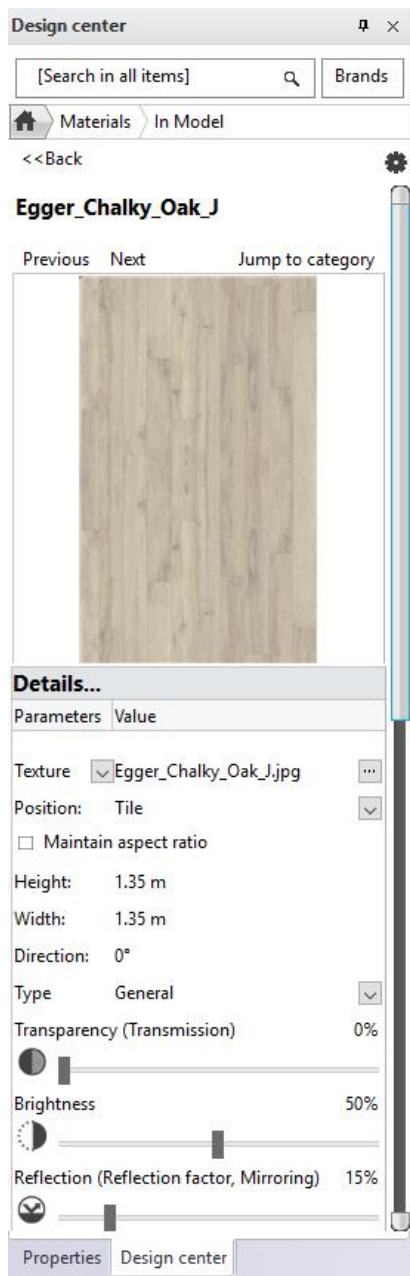 Design center
[Search in all items] Brands
Materials In Model
<<Back
Egger_Chalky_Oak_J
Previous Next Jump to category
Details...
Parameters Value
Texture Egger_Chalky_Oak_J.jpg ...
Position: Tile
Maintain aspect ratio
Height: 1.35 m
Width: 1.35 m
Direction: 0°
Type General
Transparency (Transmission) 0%
Brightness 50%
Reflection (Reflection factor, Mirroring) 15%
Properties Design center